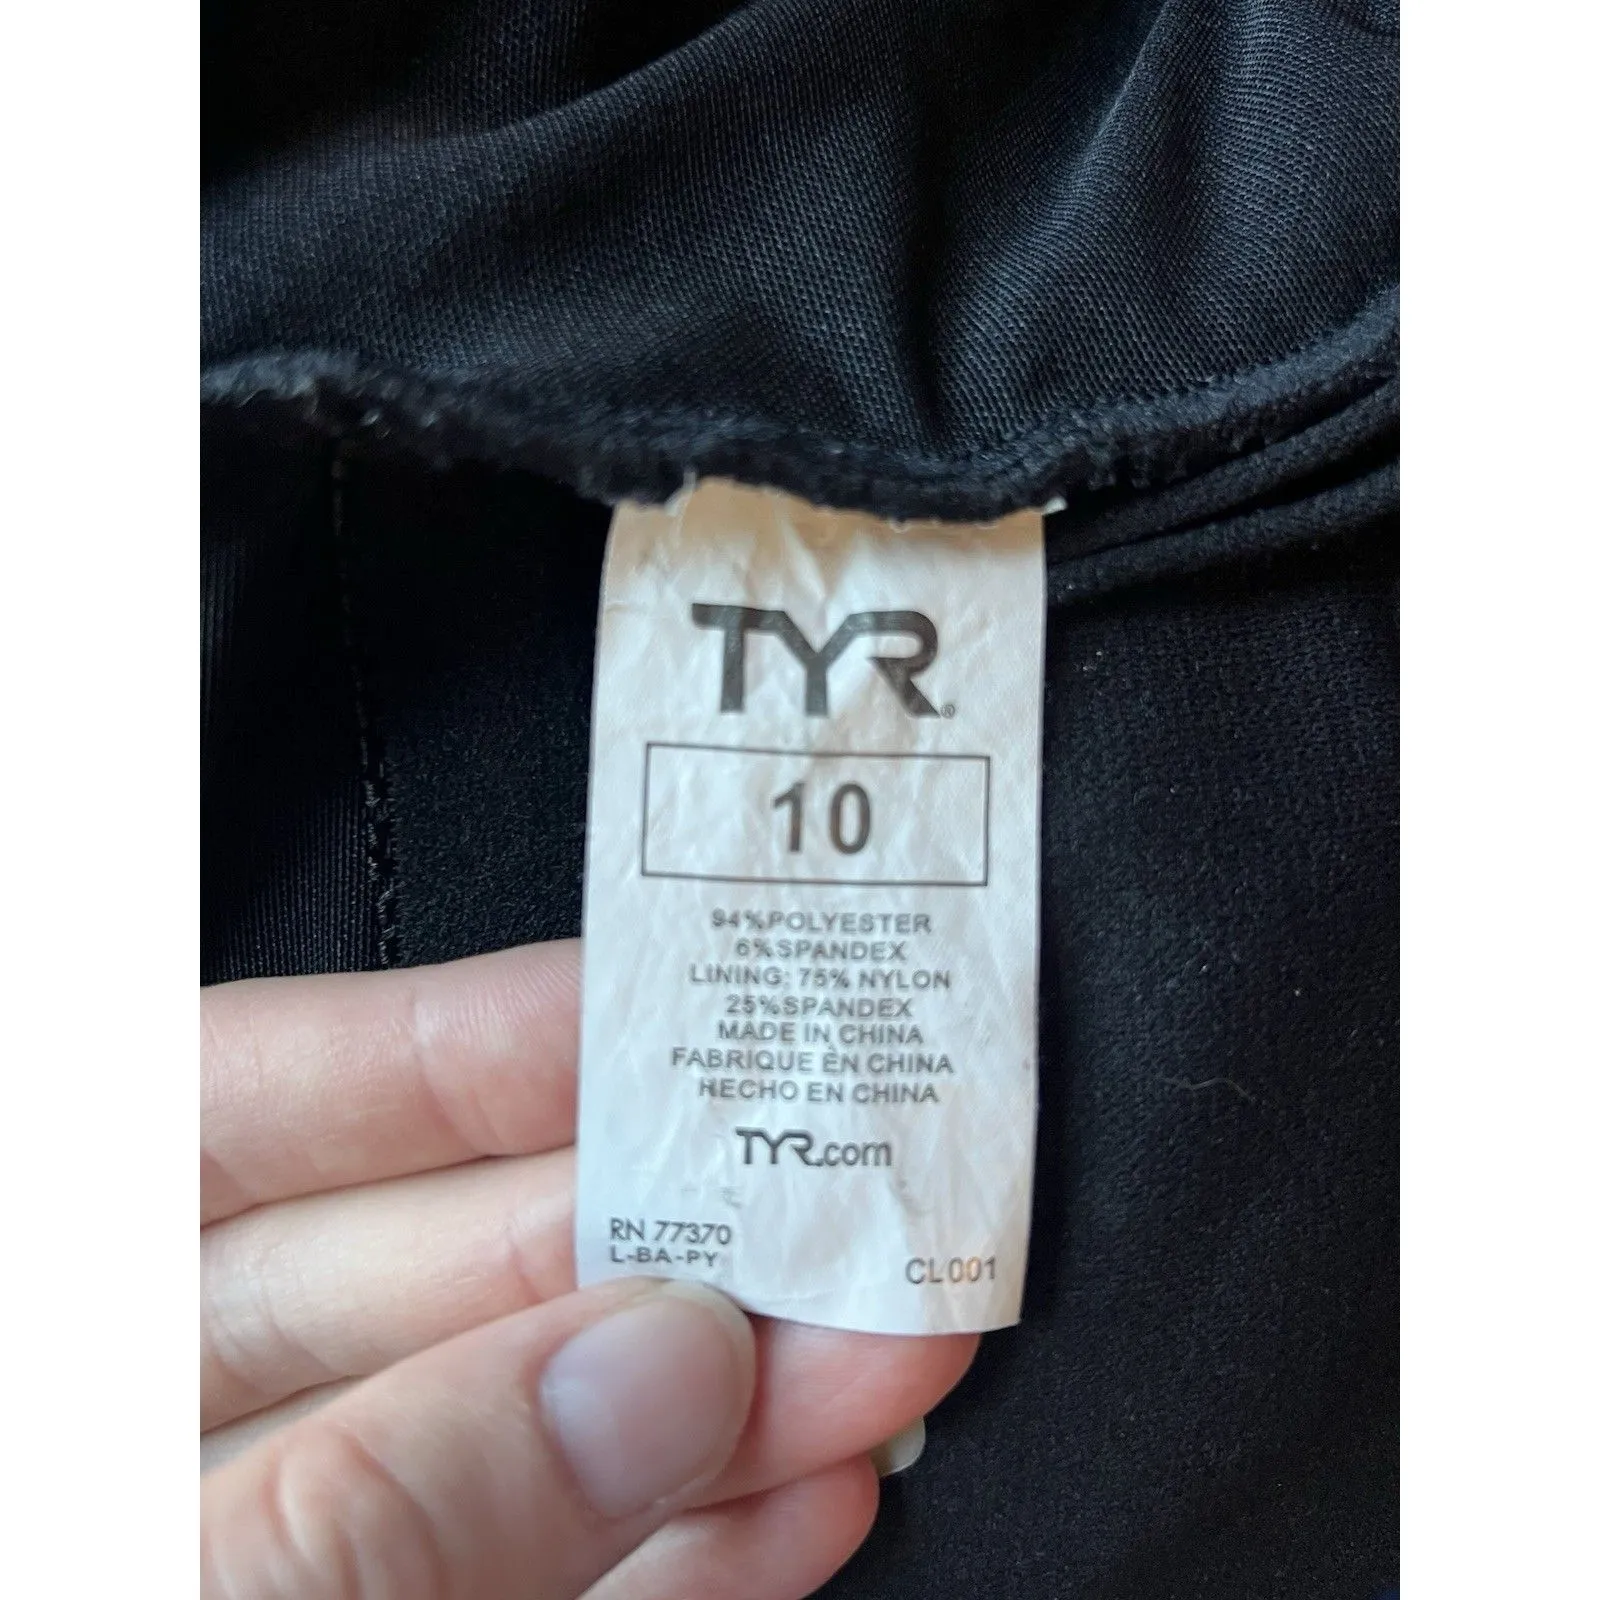 TYR®
10
94%POLYESTER
6%SPANDEX
LINING: 75% NYLON
25%SPANDEX
MADE IN CHINA
FABRIQUE EN CHINA
HECHO EN CHINA
TYR.com
RN 77370
L-BA-PY
CL001